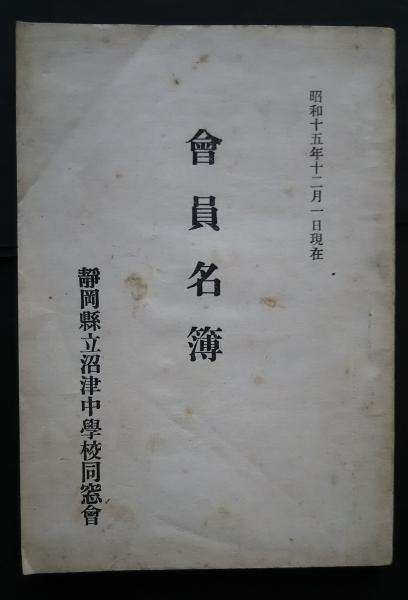 昭和十五年十二月一日現在
會員名簿
靜岡縣立沼津中學校同窓會